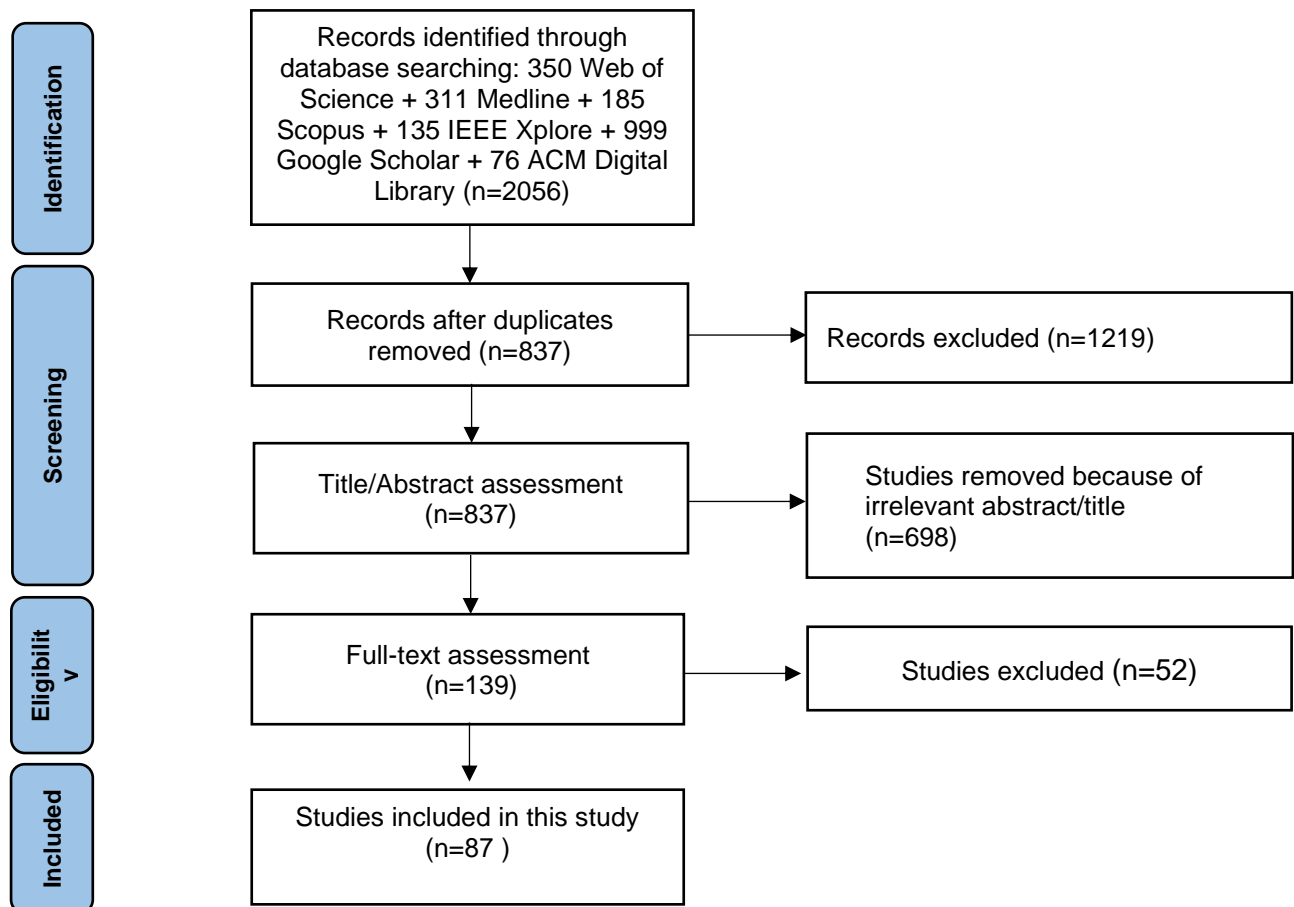 Identification
Records identified through
database searching: 350 Web of
Science + 311 Medline + 185
Scopus + 135 IEEE Xplore + 999
Google Scholar + 76 ACM Digital
Library (n=2056)
Screening
Records after duplicates
removed (n=837)
Records excluded (n=1219)
Title/Abstract assessment
(n=837)
Studies removed because of
irrelevant abstract/title
(n=698)
Eligibilit
y
Full-text assessment
(n=139)
Studies excluded (n=52)
Included
Studies included in this study
(n=87 )